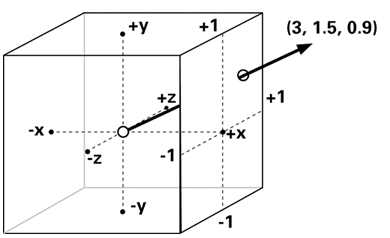 +y
+1
(3, 1.5, 0.9)
+z
+1
-x
+x
-z
-1
-y
-1